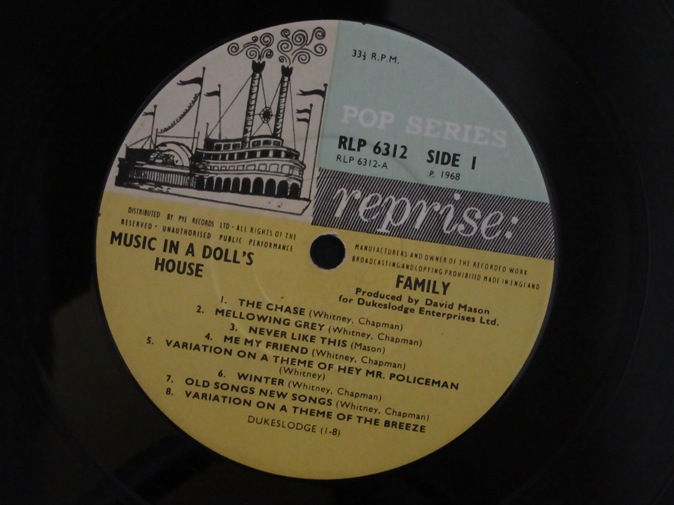 33⅓ R.P.M.
POP SERIES
RLP 6312 SIDE 1
RLP 6312-A P. 1968
reprise:
DISTRIBUTED BY PYE RECORDS LTD · ALL RIGHTS OF THE
RESERVED · UNAUTHORISED PUBLIC PERFORMANCE
MANUFACTURERS AND OWNER OF THE RECORDED WORK
BROADCASTING AND COPYING PROHIBITED MADE IN ENGLAND
MUSIC IN A DOLL'S
HOUSE
FAMILY
Produced by David Mason
for Dukeslodge Enterprises Ltd.
1. THE CHASE (Whitney, Chapman)
2. MELLOWING GREY (Whitney, Chapman)
3. NEVER LIKE THIS (Mason)
4. ME MY FRIEND (Whitney, Chapman)
5. VARIATION ON A THEME OF HEY MR. POLICEMAN
(Whitney)
6. WINTER (Whitney, Chapman)
7. OLD SONGS NEW SONGS (Whitney, Chapman)
8. VARIATION ON A THEME OF THE BREEZE
DUKESLODGE (1-8)